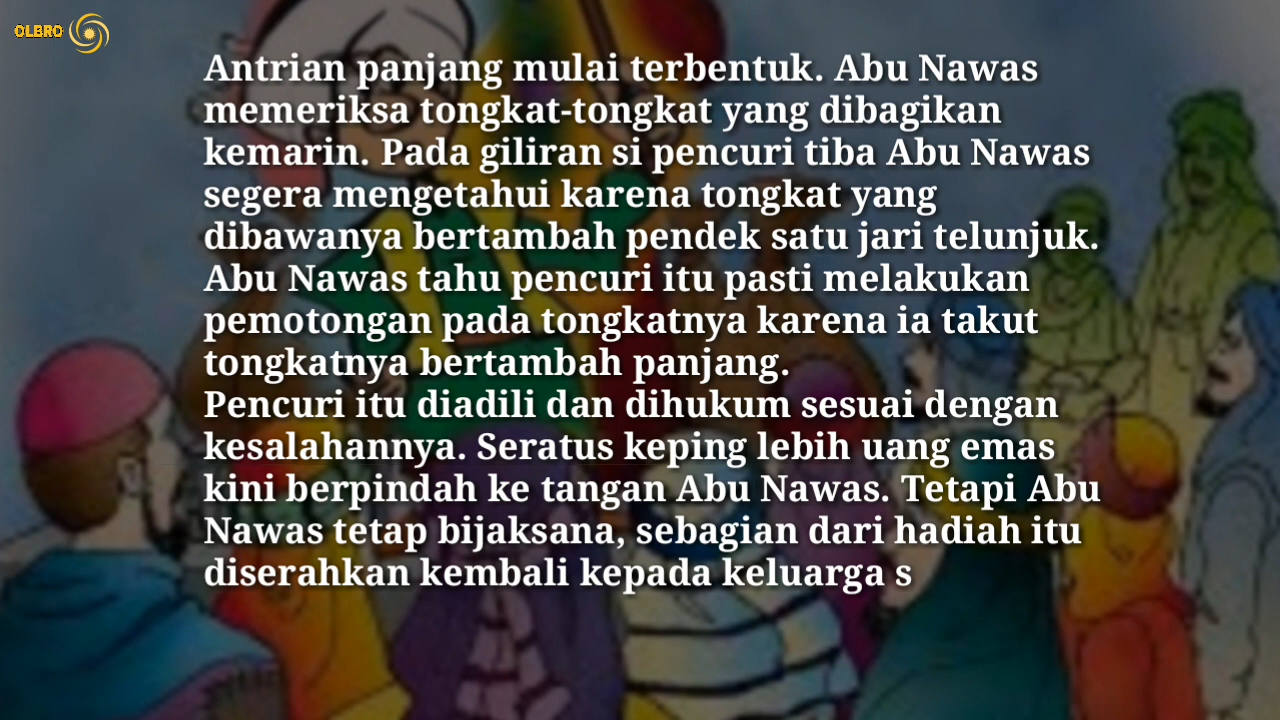 OLBRO
Antrian panjang mulai terbentuk. Abu Nawas
memeriksa tongkat-tongkat yang dibagikan
kemarin. Pada giliran si pencuri tiba Abu Nawas
segera mengetahui karena tongkat yang
dibawanya bertambah pendek satu jari telunjuk.
Abu Nawas tahu pencuri itu pasti melakukan
pemotongan pada tongkatnya karena ia takut
tongkatnya bertambah panjang.
Pencuri itu diadili dan dihukum sesuai dengan
kesalahannya. Seratus keping lebih uang emas
kini berpindah ke tangan Abu Nawas. Tetapi Abu
Nawas tetap bijaksana, sebagian dari hadiah itu
diserahkan kembali kepada keluarga s